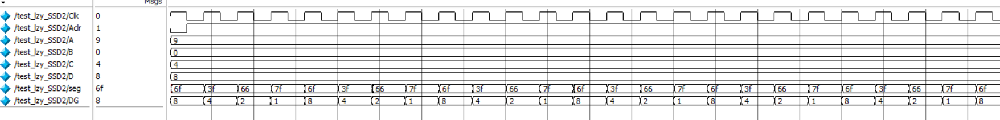 Msgs
/test_lzy_SSD2/Clk 0
/test_lzy_SSD2/Aclr 1
/test_lzy_SSD2/A 9 9
/test_lzy_SSD2/B 0 0
/test_lzy_SSD2/C 4 4
/test_lzy_SSD2/D 8 8
/test_lzy_SSD2/seg 6f 6f 3f 66 7f 6f 3f 66 7f 6f 3f 66 7f 6f 3f 66 7f 6f 3f 66 7f 6f 3f 66 7f 6f
/test_lzy_SSD2/DG 8 8 4 2 1 8 4 2 1 8 4 2 1 8 4 2 1 8 4 2 1 8 4 2 1 8